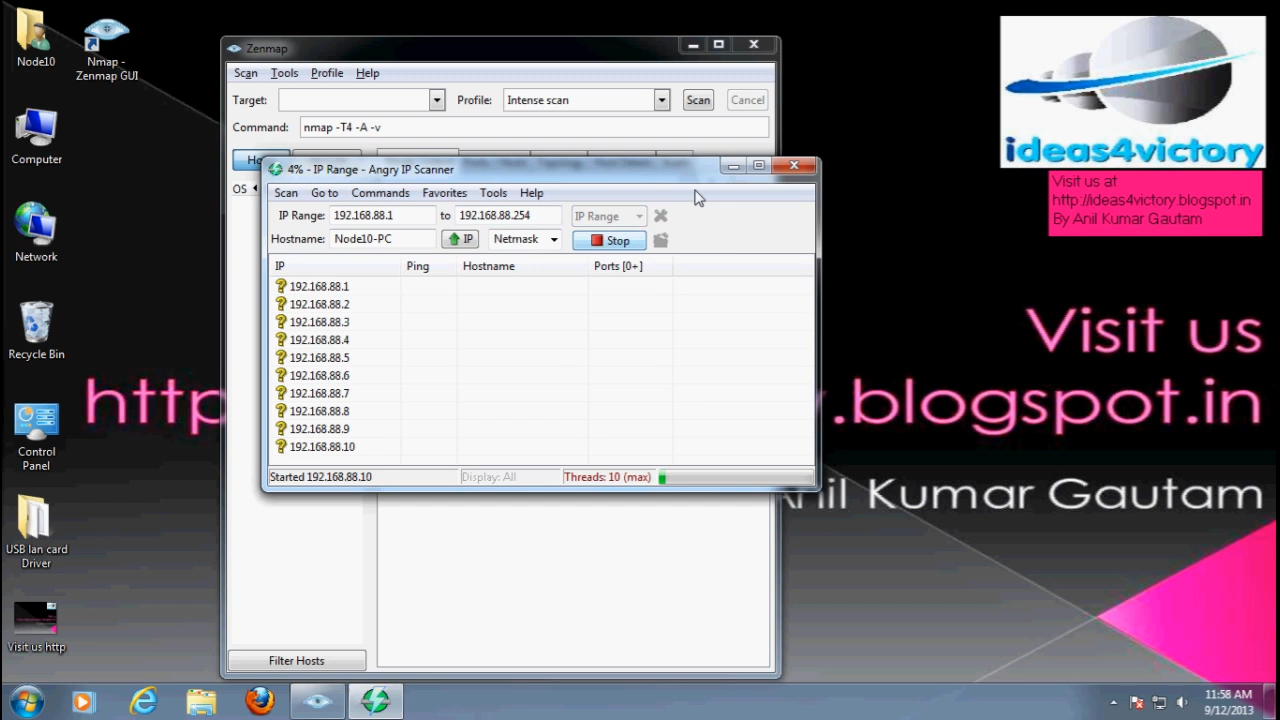 Node10
Nmap -
Zenmap GUI
Computer
Network
Recycle Bin
Control
Panel
USB lan card
Driver
Visit us http
Zenmap
Scan Tools Profile Help
Target: Profile: Intense scan Scan Cancel
Command: nmap -T4 -A -v
OS
4% - IP Range - Angry IP Scanner
Scan Go to Commands Favorites Tools Help
IP Range: 192.168.88.1 to 192.168.88.254 IP Range
Hostname: Node10-PC IP Netmask Stop
IP Ping Hostname Ports [0+]
192.168.88.1
192.168.88.2
192.168.88.3
192.168.88.4
192.168.88.5
192.168.88.6
192.168.88.7
192.168.88.8
192.168.88.9
192.168.88.10
Started 192.168.88.10 Display: All Threads: 10 (max)
Filter Hosts
ideas4victory
Visit us at
http://ideas4victory.blogspot.in
By Anil Kumar Gautam
Visit us
http
.blogspot.in
Anil Kumar Gautam
11:58 AM
9/12/2013